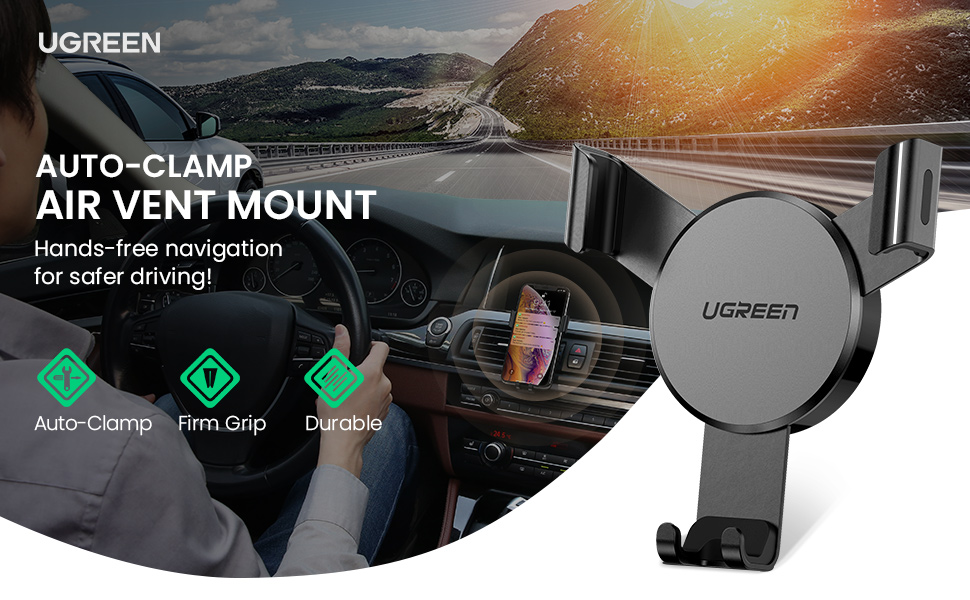 UGREEN
AUTO-CLAMP
AIR VENT MOUNT
Hands-free navigation
for safer driving!
Auto-Clamp Firm Grip Durable
UGREEN